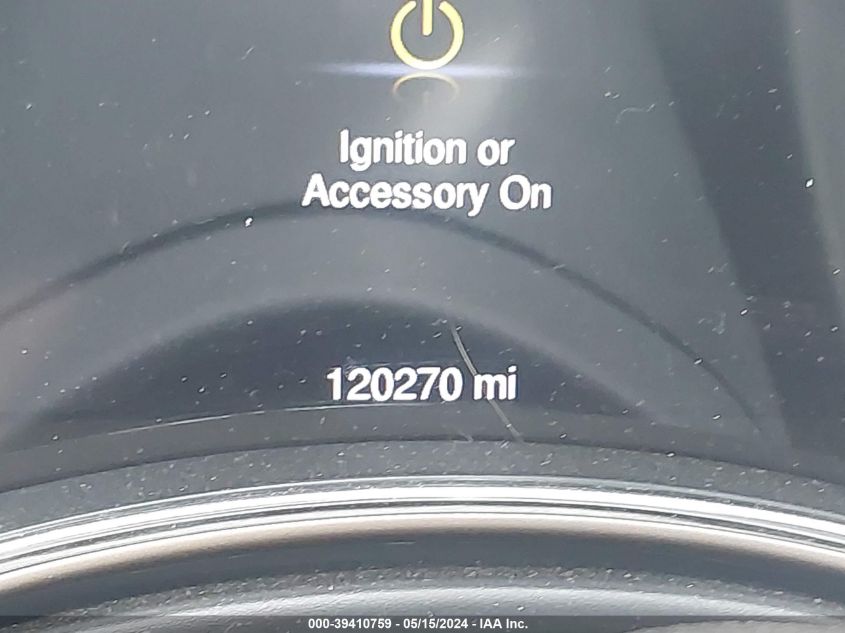 Ignition or
Accessory On
120270 mi
000-39410759 - 05/15/2024 - IAA Inc.